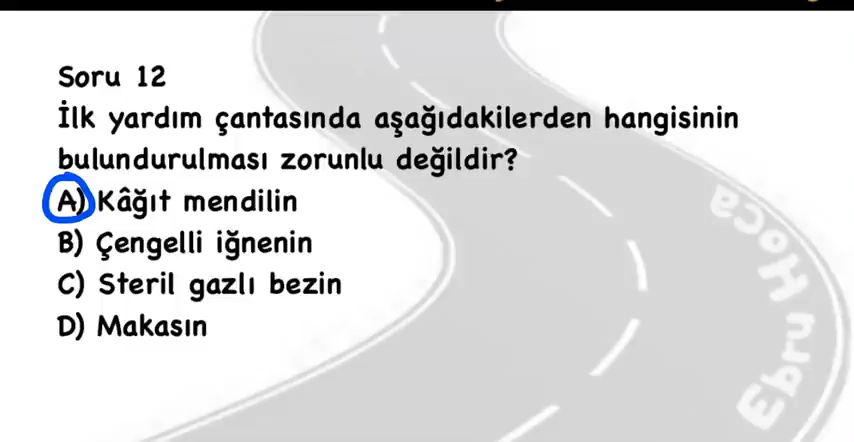 Soru 12
İlk yardım çantasında aşağıdakilerden hangisinin
bulundurulması zorunlu değildir?
A) Kâğıt mendilin
B) Çengelli iğnenin
C) Steril gazlı bezin
D) Makasın
Ebru Hoca